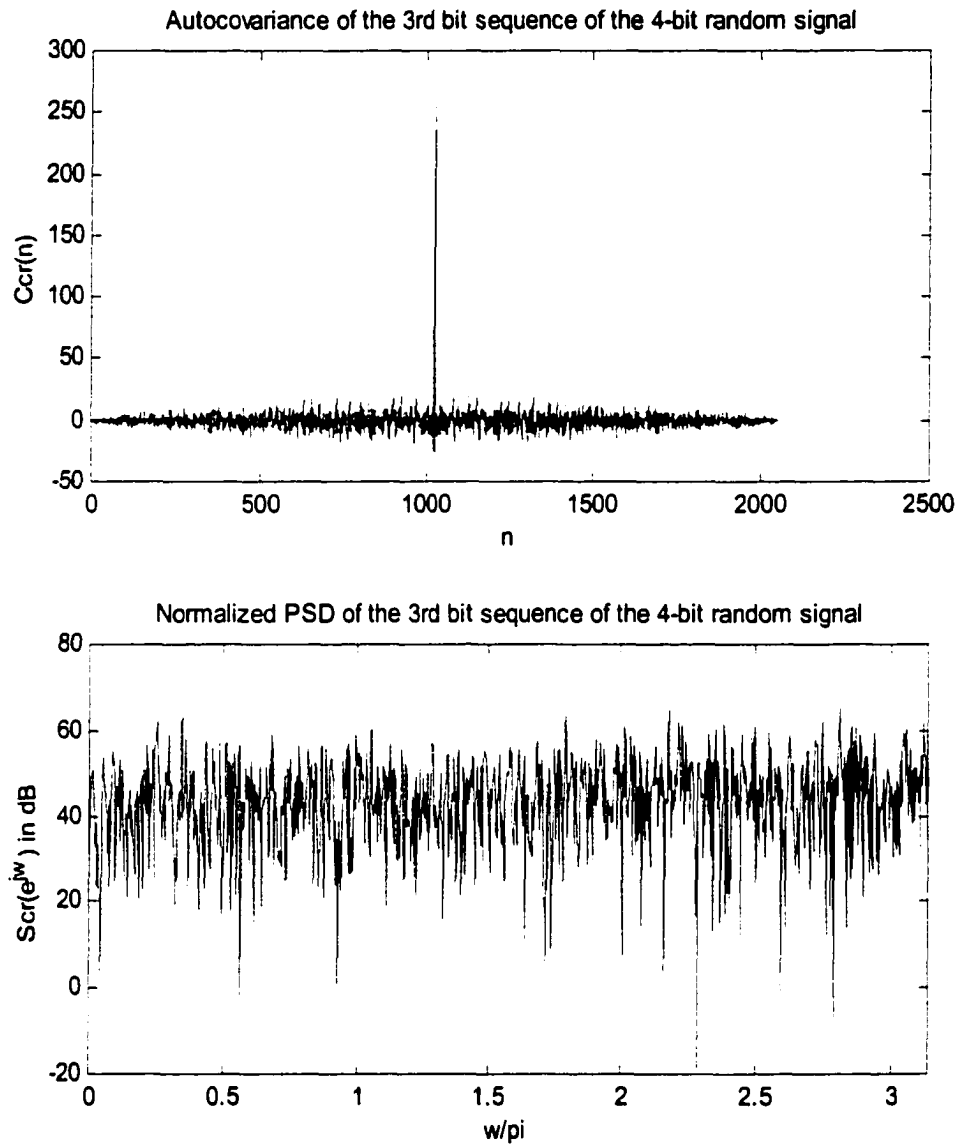 Autocovariance of the 3rd bit sequence of the 4-bit random signal
300
250
200
150
100
50
0
-50
Ccr(n)
0 500 1000 1500 2000 2500
n
Normalized PSD of the 3rd bit sequence of the 4-bit random signal
80
60
40
20
0
-20
Scr(e^jw) in dB
0 0.5 1 1.5 2 2.5 3
w/pi